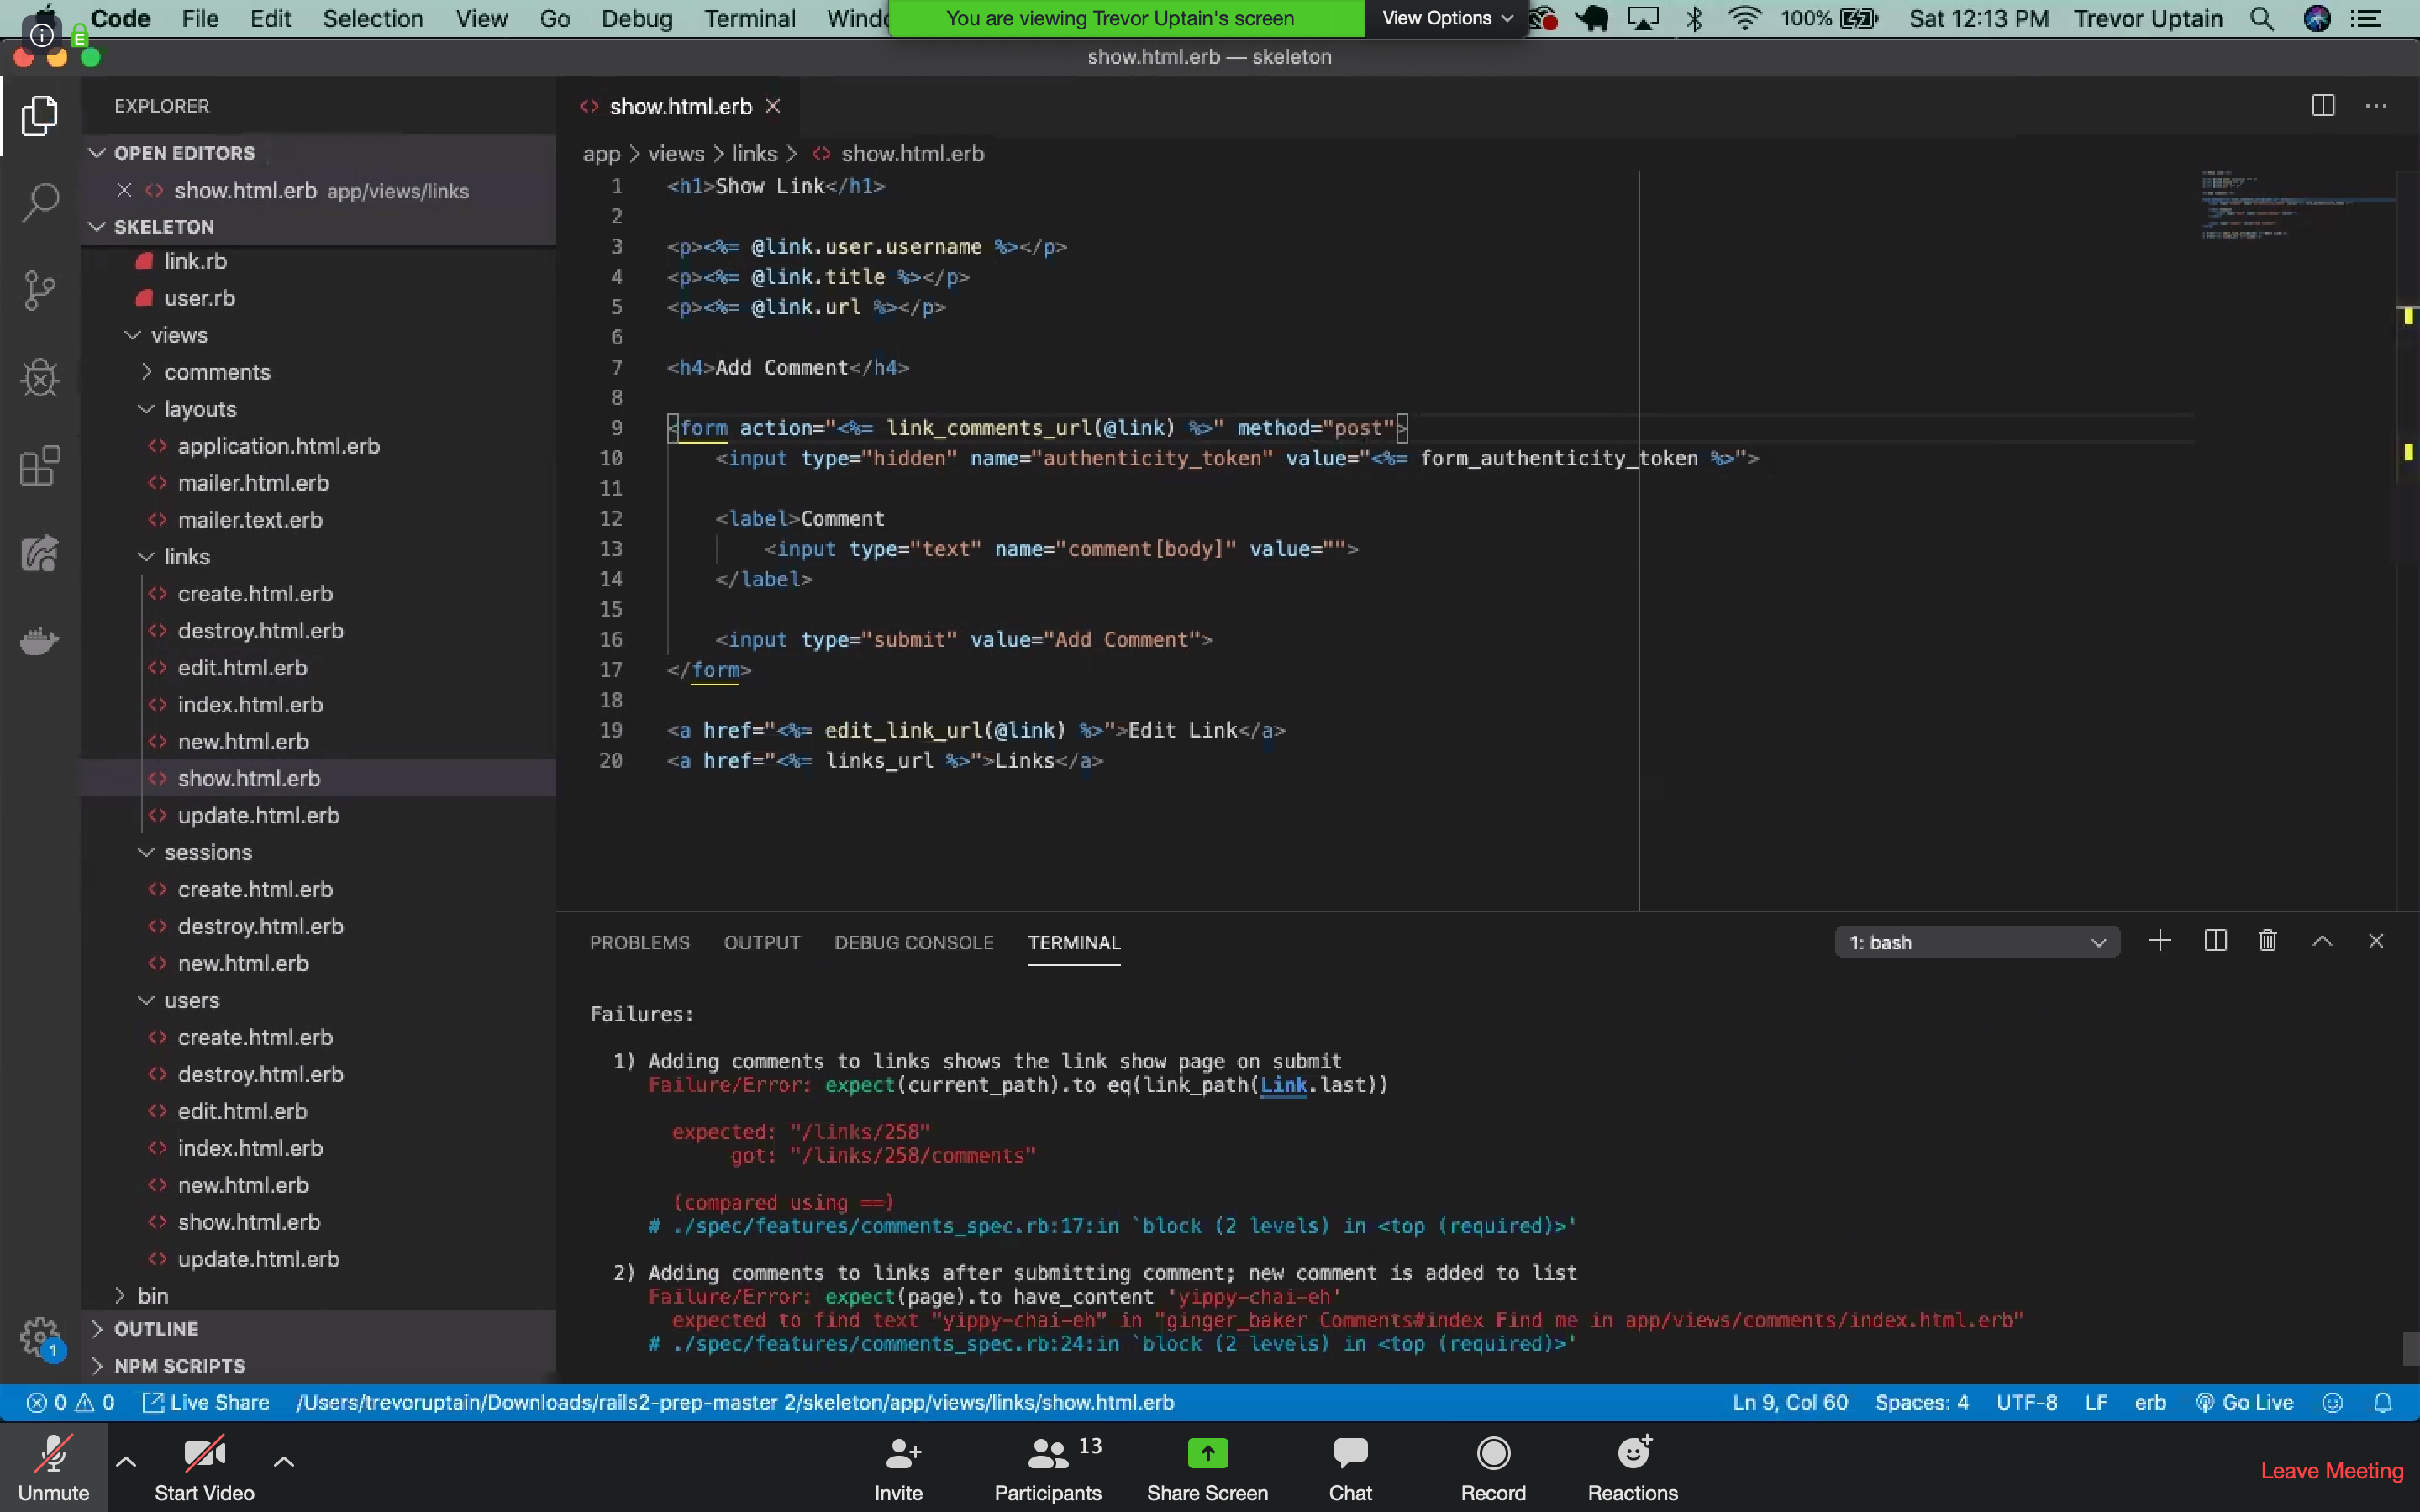 Code File Edit Selection View Go Debug Terminal Windo
You are viewing Trevor Uptain's screen View Options
100% Sat 12:13 PM Trevor Uptain
show.html.erb — skeleton
EXPLORER
OPEN EDITORS
show.html.erb app/views/links
SKELETON
link.rb
user.rb
views
comments
layouts
application.html.erb
mailer.html.erb
mailer.text.erb
links
create.html.erb
destroy.html.erb
edit.html.erb
index.html.erb
new.html.erb
show.html.erb
update.html.erb
sessions
create.html.erb
destroy.html.erb
new.html.erb
users
create.html.erb
destroy.html.erb
edit.html.erb
index.html.erb
new.html.erb
show.html.erb
update.html.erb
bin
OUTLINE
NPM SCRIPTS
1
show.html.erb
app > views > links > <> show.html.erb
1 <h1>Show Link</h1>
2
3 <p><%= @link.user.username %></p>
4 <p><%= @link.title %></p>
5 <p><%= @link.url %></p>
6
7 <h4>Add Comment</h4>
8
9 <form action="<%= link_comments_url(@link) %>" method="post">
10 <input type="hidden" name="authenticity_token" value="<%= form_authenticity_token %>">
11
12 <label>Comment
13 <input type="text" name="comment[body]" value="">
14 </label>
15
16 <input type="submit" value="Add Comment">
17 </form>
18
19 <a href="<%= edit_link_url(@link) %>">Edit Link</a>
20 <a href="<%= links_url %>">Links</a>
PROBLEMS OUTPUT DEBUG CONSOLE TERMINAL 1: bash
Failures:
1) Adding comments to links shows the link show page on submit
Failure/Error: expect(current_path).to eq(link_path(Link.last))
expected: "/links/258"
got: "/links/258/comments"
(compared using ==)
# ./spec/features/comments_spec.rb:17:in `block (2 levels) in <top (required)>'
2) Adding comments to links after submitting comment; new comment is added to list
Failure/Error: expect(page).to have_content 'yippy-chai-eh'
expected to find text "yippy-chai-eh" in "ginger_baker Comments#index Find me in app/views/comments/index.html.erb"
# ./spec/features/comments_spec.rb:24:in `block (2 levels) in <top (required)>'
0 0 Live Share /Users/trevoruptain/Downloads/rails2-prep-master 2/skeleton/app/views/links/show.html.erb Ln 9, Col 60 Spaces: 4 UTF-8 LF erb Go Live
Unmute Start Video Invite Participants 13 Share Screen Chat Record Reactions Leave Meeting